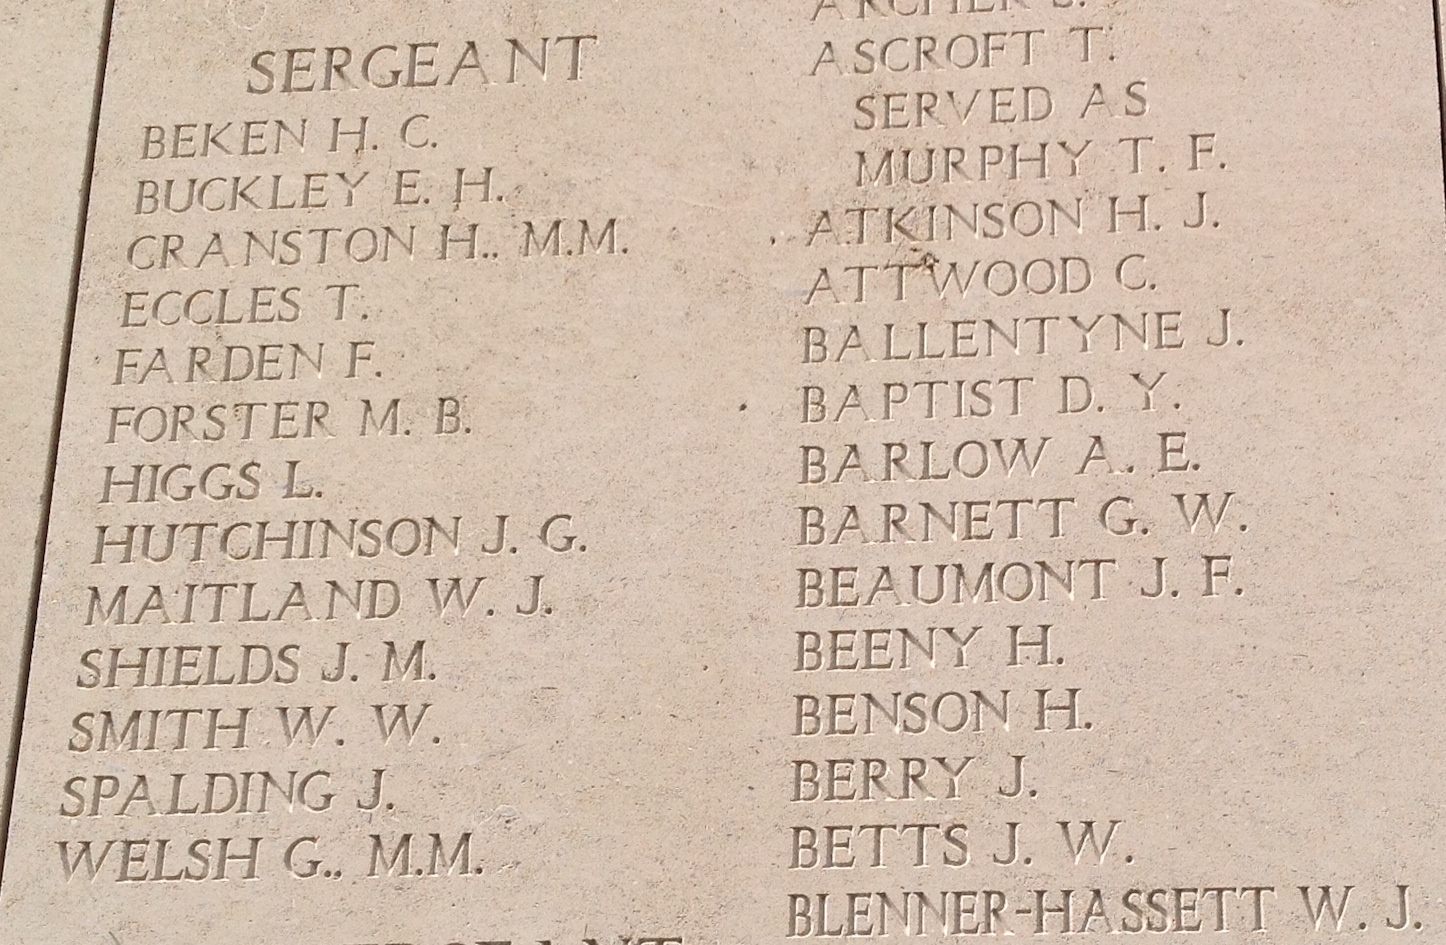 SERGEANT
BEKEN H. C.
BUCKLEY E. H.
CRANSTON H., M.M.
ECCLES T.
FARDEN F.
FORSTER M. B.
HIGGS L.
HUTCHINSON J. G.
MAITLAND W. J.
SHIELDS J. M.
SMITH W. W.
SPALDING J.
WELSH G., M.M.
ARCHER S.
ASCROFT T.
SERVED AS
MURPHY T. F.
ATKINSON H. J.
ATTWOOD C.
BALLENTYNE J.
BAPTIST D. Y.
BARLOW A. E.
BARNETT G. W.
BEAUMONT J. F.
BEENY H.
BENSON H.
BERRY J.
BETTS J. W.
BLENNER-HASSETT W. J.